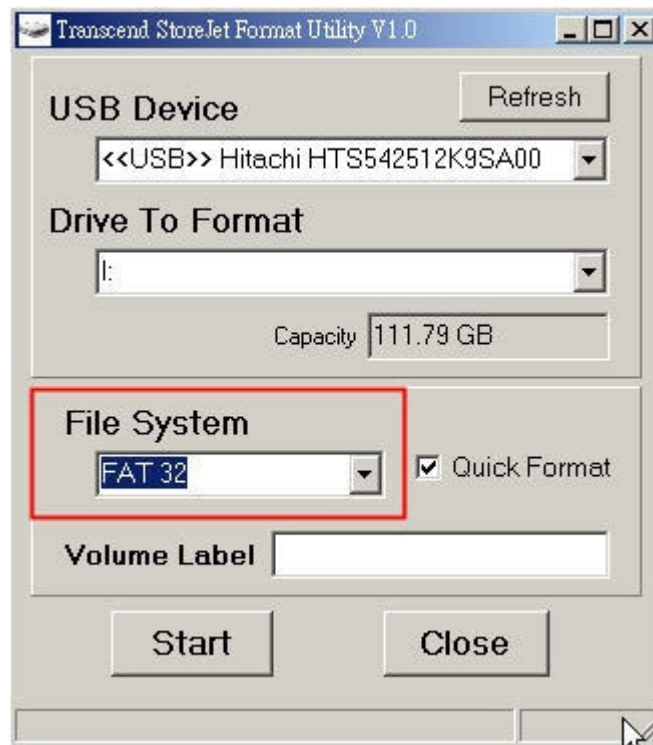 Transcend StoreJet Format Utility V1.0
USB Device
Refresh
<<USB>> Hitachi HTS542512K9SA00
Drive To Format
I:
Capacity 111.79 GB
File System
FAT 32
Quick Format
Volume Label
Start Close